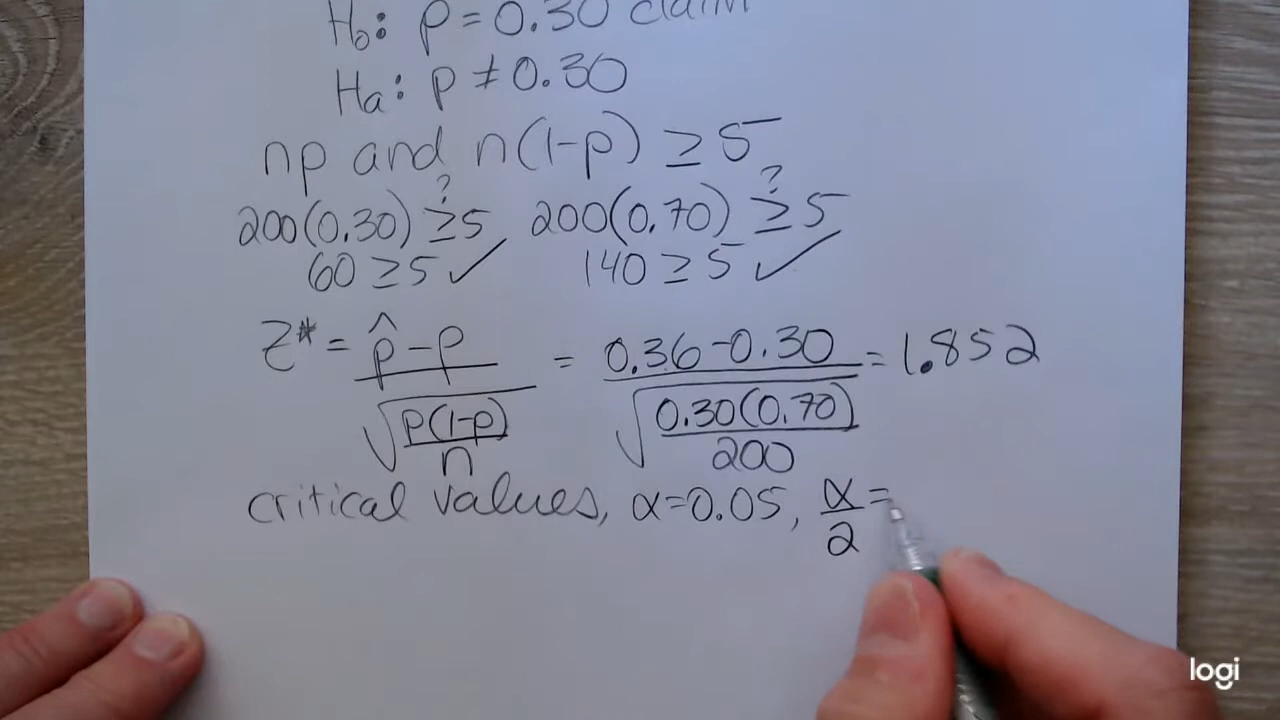 H₀: p = 0.30 claim
Hₐ: p ≠ 0.30
np and n(1-p) ≥ 5
200(0.30) ≥? 5 200(0.70) ≥? 5
60 ≥ 5 ✓ 140 ≥ 5 ✓
z* = (p̂ - p) / √(p(1-p)/n) = (0.36 - 0.30) / √(0.30(0.70)/200) = 1.852
critical values, α = 0.05, α/2 =
logi